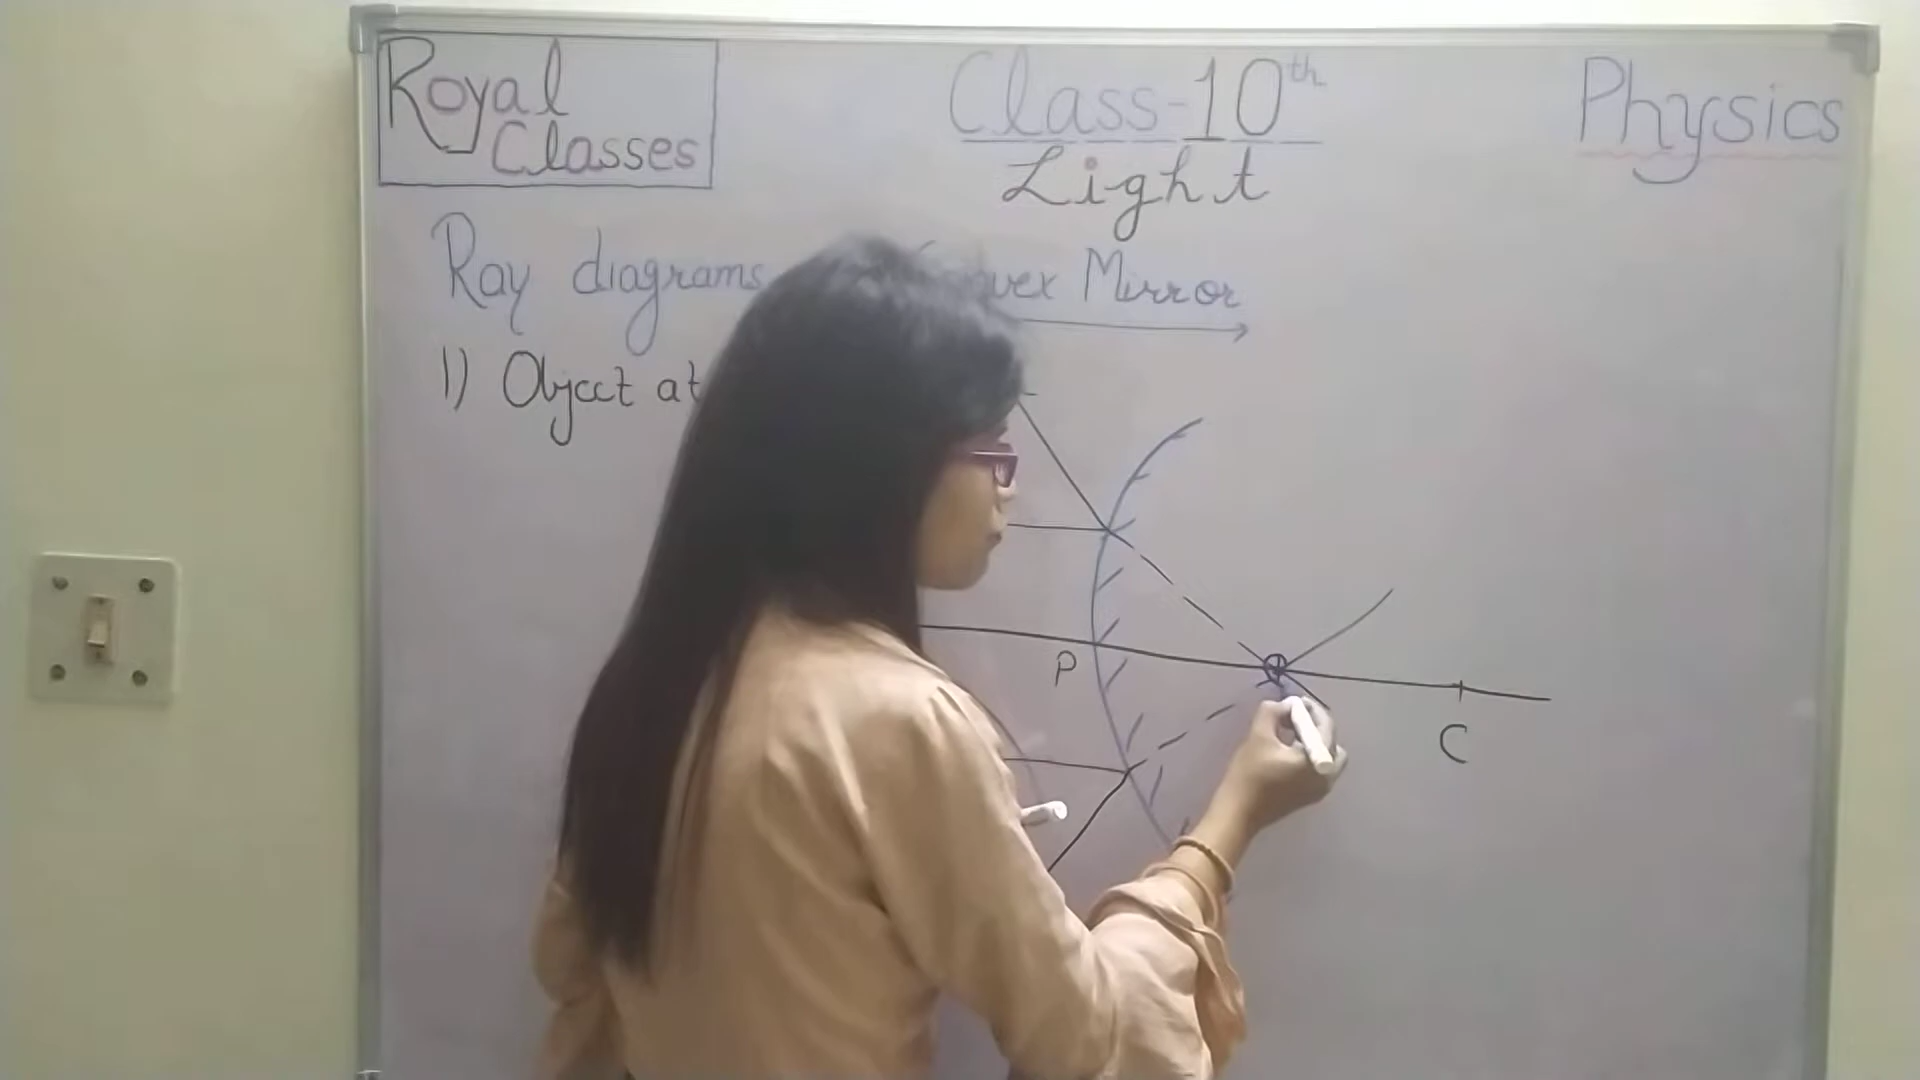 Royal
Classes
Class-10th
Light
Physics
Ray diagrams Mirror
1) Object at
P
C